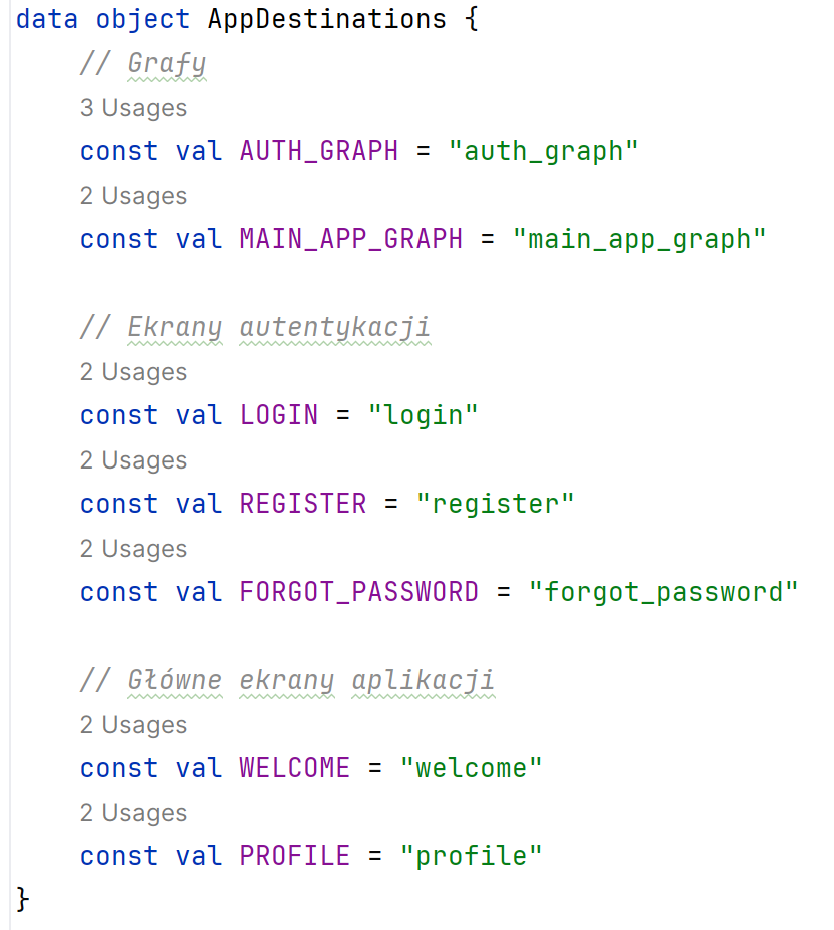 data object AppDestinations {
// Grafy
3 Usages
const val AUTH_GRAPH = "auth_graph"
2 Usages
const val MAIN_APP_GRAPH = "main_app_graph"
// Ekrany autentykacji
2 Usages
const val LOGIN = "login"
2 Usages
const val REGISTER = "register"
2 Usages
const val FORGOT_PASSWORD = "forgot_password"
// Główne ekrany aplikacji
2 Usages
const val WELCOME = "welcome"
2 Usages
const val PROFILE = "profile"
}